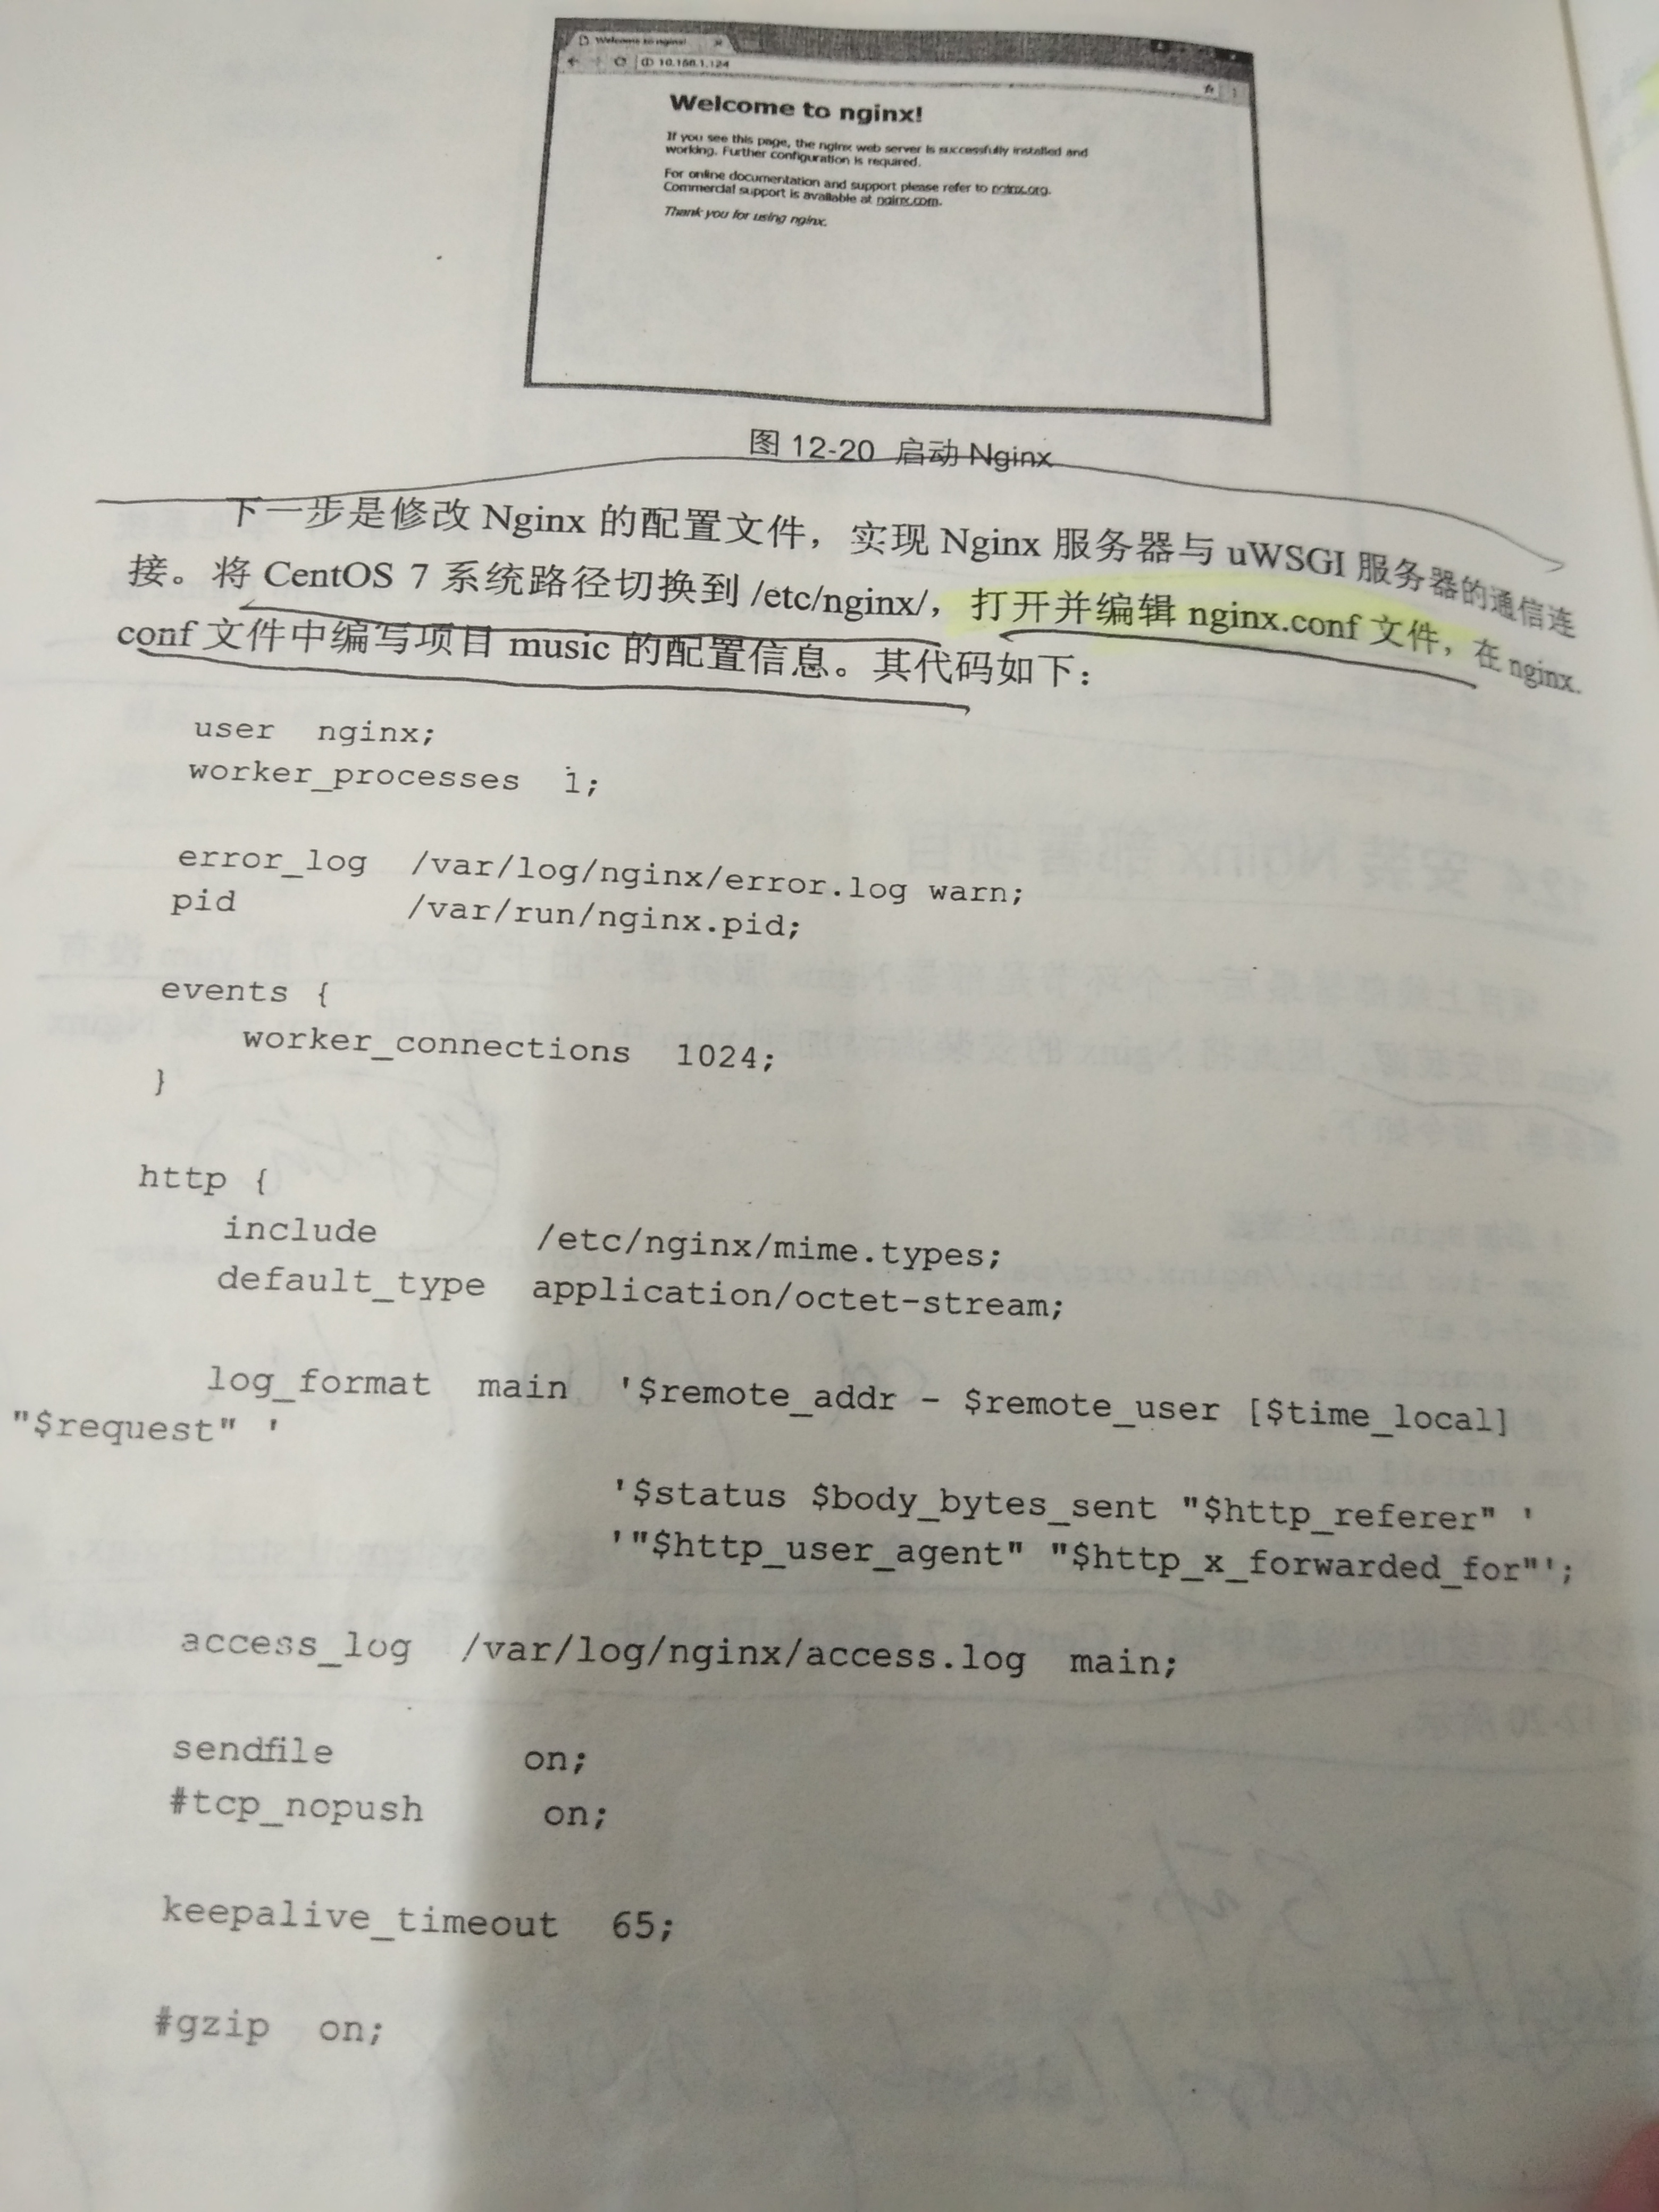 Welcome to nginx!
10.168.1.124
Welcome to nginx!
If you see this page, the nginx web server is successfully installed and
working. Further configuration is required.
For online documentation and support please refer to nginx.org.
Commercial support is available at nginx.com.
Thank you for using nginx.
图 12-20 启动 Nginx
下一步是修改 Nginx 的配置文件，实现 Nginx 服务器与 uWSGI 服务器的通信连
接。将 CentOS 7 系统路径切换到 /etc/nginx/，打开并编辑 nginx.conf 文件，在 nginx.
conf 文件中编写项目 music 的配置信息。其代码如下：
user  nginx;
worker_processes  1;
error_log  /var/log/nginx/error.log warn;
pid        /var/run/nginx.pid;
events {
    worker_connections  1024;
}
http {
    include       /etc/nginx/mime.types;
    default_type  application/octet-stream;
    log_format  main  '$remote_addr - $remote_user [$time_local]
"$request" '
                      '$status $body_bytes_sent "$http_referer" '
                      '"$http_user_agent" "$http_x_forwarded_for"';
    access_log  /var/log/nginx/access.log  main;
    sendfile        on;
    #tcp_nopush     on;
    keepalive_timeout  65;
    #gzip  on;